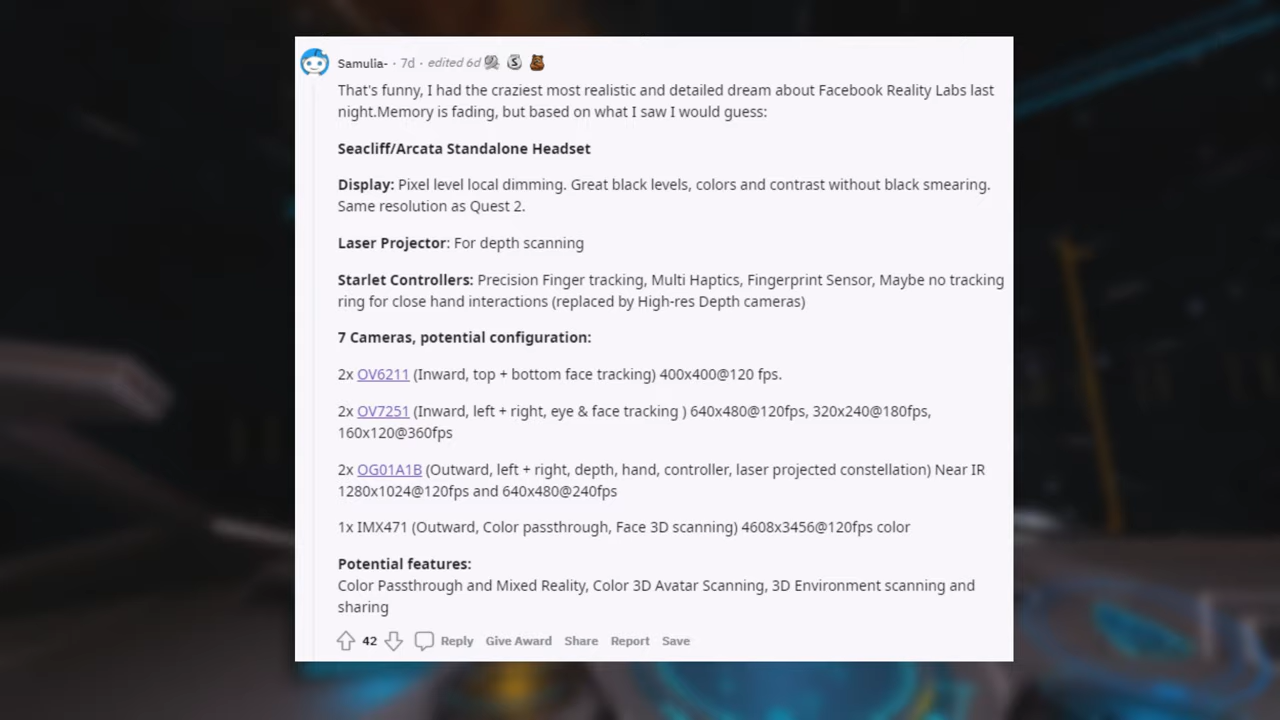 Samulia- · 7d · edited 6d
That's funny, I had the craziest most realistic and detailed dream about Facebook Reality Labs last
night.Memory is fading, but based on what I saw I would guess:
Seacliff/Arcata Standalone Headset
Display: Pixel level local dimming. Great black levels, colors and contrast without black smearing.
Same resolution as Quest 2.
Laser Projector: For depth scanning
Starlet Controllers: Precision Finger tracking, Multi Haptics, Fingerprint Sensor, Maybe no tracking
ring for close hand interactions (replaced by High-res Depth cameras)
7 Cameras, potential configuration:
2x OV6211 (Inward, top + bottom face tracking) 400x400@120 fps.
2x OV7251 (Inward, left + right, eye & face tracking ) 640x480@120fps, 320x240@180fps,
160x120@360fps
2x OG01A1B (Outward, left + right, depth, hand, controller, laser projected constellation) Near IR
1280x1024@120fps and 640x480@240fps
1x IMX471 (Outward, Color passthrough, Face 3D scanning) 4608x3456@120fps color
Potential features:
Color Passthrough and Mixed Reality, Color 3D Avatar Scanning, 3D Environment scanning and
sharing
42 Reply Give Award Share Report Save